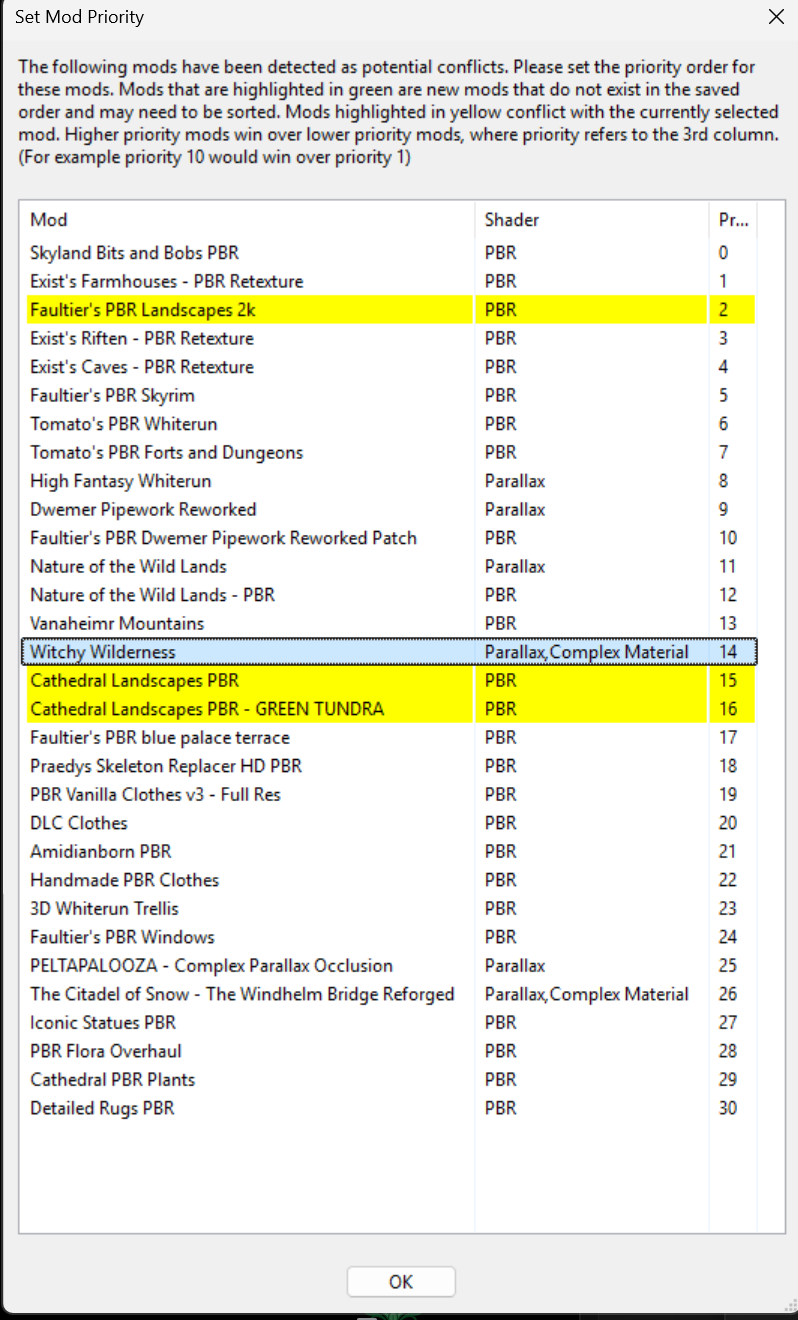 Set Mod Priority
The following mods have been detected as potential conflicts. Please set the priority order for
these mods. Mods that are highlighted in green are new mods that do not exist in the saved
order and may need to be sorted. Mods highlighted in yellow conflict with the currently selected
mod. Higher priority mods win over lower priority mods, where priority refers to the 3rd column.
(For example priority 10 would win over priority 1)
Mod Shader Pr...
Skyland Bits and Bobs PBR PBR 0
Exist's Farmhouses - PBR Retexture PBR 1
Faultier's PBR Landscapes 2k PBR 2
Exist's Riften - PBR Retexture PBR 3
Exist's Caves - PBR Retexture PBR 4
Faultier's PBR Skyrim PBR 5
Tomato's PBR Whiterun PBR 6
Tomato's PBR Forts and Dungeons PBR 7
High Fantasy Whiterun Parallax 8
Dwemer Pipework Reworked Parallax 9
Faultier's PBR Dwemer Pipework Reworked Patch PBR 10
Nature of the Wild Lands Parallax 11
Nature of the Wild Lands - PBR PBR 12
Vanaheimr Mountains PBR 13
Witchy Wilderness Parallax,Complex Material 14
Cathedral Landscapes PBR PBR 15
Cathedral Landscapes PBR - GREEN TUNDRA PBR 16
Faultier's PBR blue palace terrace PBR 17
Praedys Skeleton Replacer HD PBR PBR 18
PBR Vanilla Clothes v3 - Full Res PBR 19
DLC Clothes PBR 20
Amidianborn PBR PBR 21
Handmade PBR Clothes PBR 22
3D Whiterun Trellis PBR 23
Faultier's PBR Windows PBR 24
PELTAPALOOZA - Complex Parallax Occlusion Parallax 25
The Citadel of Snow - The Windhelm Bridge Reforged Parallax,Complex Material 26
Iconic Statues PBR PBR 27
PBR Flora Overhaul PBR 28
Cathedral PBR Plants PBR 29
Detailed Rugs PBR PBR 30
OK